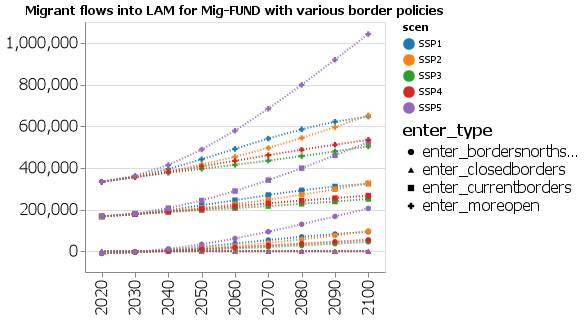 Migrant flows into LAM for Mig-FUND with various border policies
scen
SSP1
SSP2
SSP3
SSP4
SSP5
enter_type
enter_bordersnorths...
enter_closedborders
enter_currentborders
enter_moreopen
1,000,000
800,000
600,000
400,000
200,000
0
2020
2030
2040
2050
2060
2070
2080
2090
2100